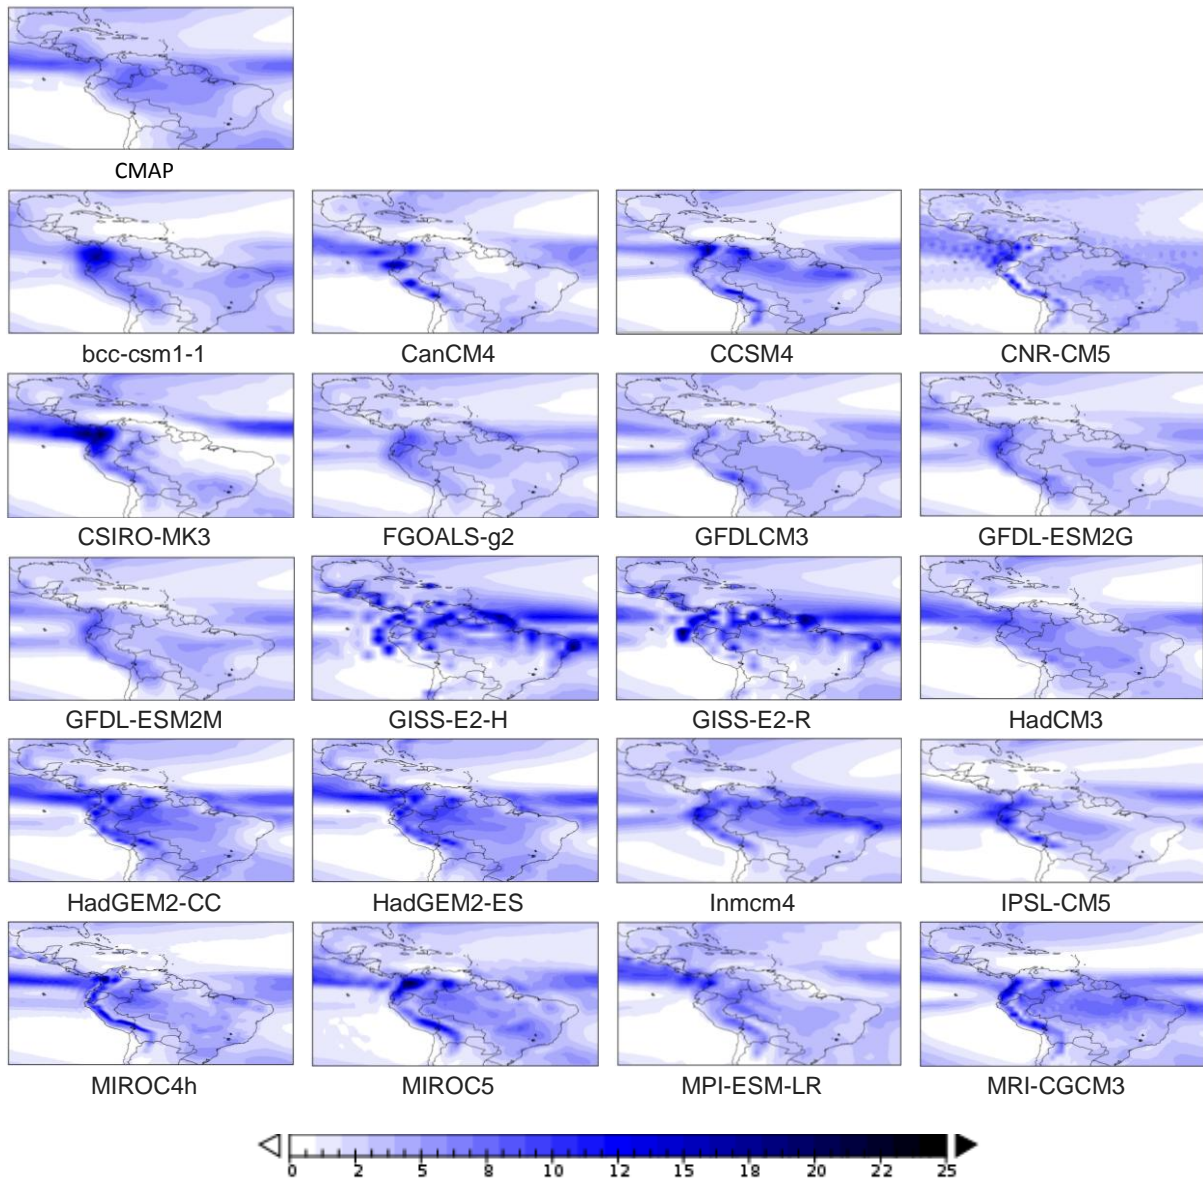 CMAP
bcc-csm1-1 CanCM4 CCSM4 CNR-CM5
CSIRO-MK3 FGOALS-g2 GFDLCM3 GFDL-ESM2G
GFDL-ESM2M GISS-E2-H GISS-E2-R HadCM3
HadGEM2-CC HadGEM2-ES Inmcm4 IPSL-CM5
MIROC4h MIROC5 MPI-ESM-LR MRI-CGCM3
0 2 5 8 10 12 15 18 20 22 25